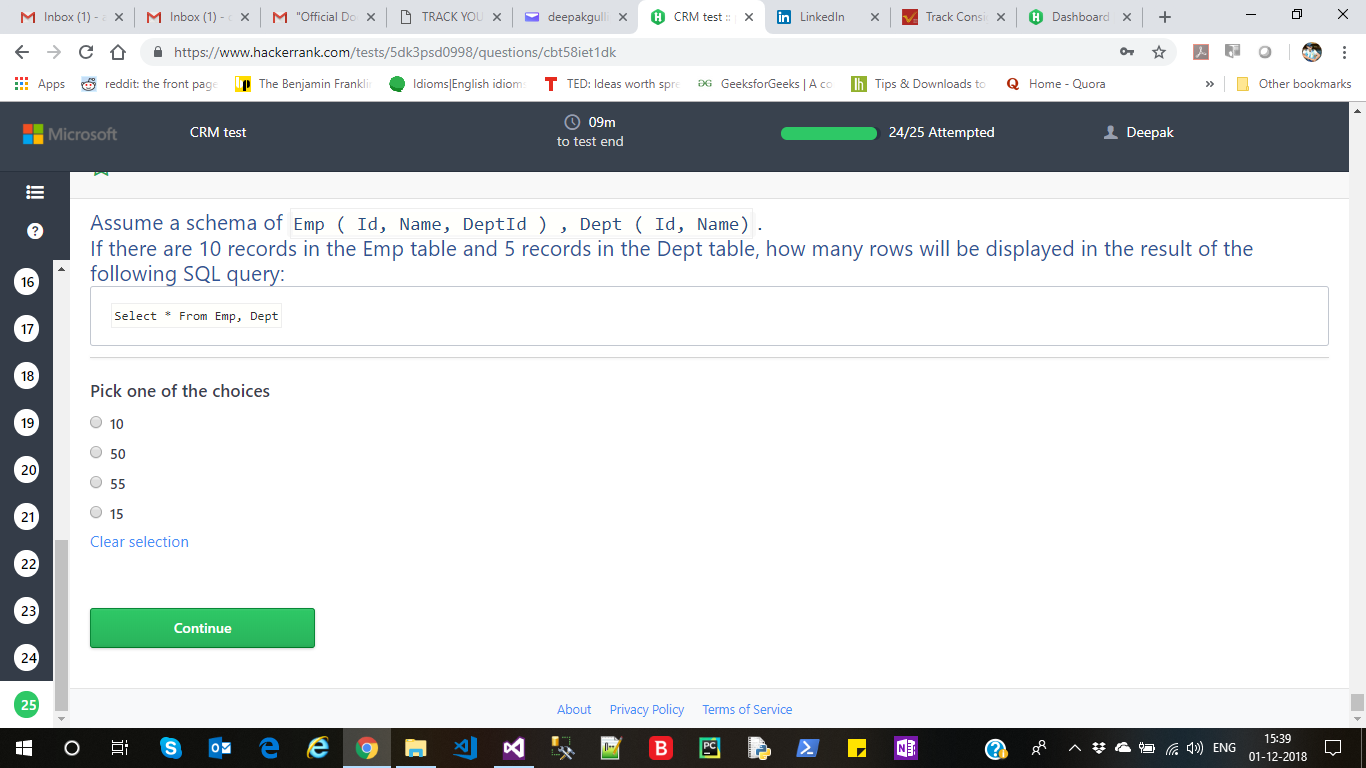 Inbox (1) - a
Inbox (1) - c
"Official Do
TRACK YOU
deepakgulli
CRM test ::
LinkedIn
Track Consi
Dashboard
https://www.hackerrank.com/tests/5dk3psd0998/questions/cbt58iet1dk
Apps
reddit: the front page
The Benjamin Franklin
Idioms|English idioms
TED: Ideas worth spre
GeeksforGeeks | A co
Tips & Downloads to
Home - Quora
»
Other bookmarks
Microsoft
CRM test
09m
to test end
24/25 Attempted
Deepak
Assume a schema of Emp ( Id, Name, DeptId ) , Dept ( Id, Name) .
If there are 10 records in the Emp table and 5 records in the Dept table, how many rows will be displayed in the result of the
following SQL query:
Select * From Emp, Dept
Pick one of the choices
10
50
55
15
Clear selection
Continue
16
17
18
19
20
21
22
23
24
25
About Privacy Policy Terms of Service
ENG
15:39
01-12-2018